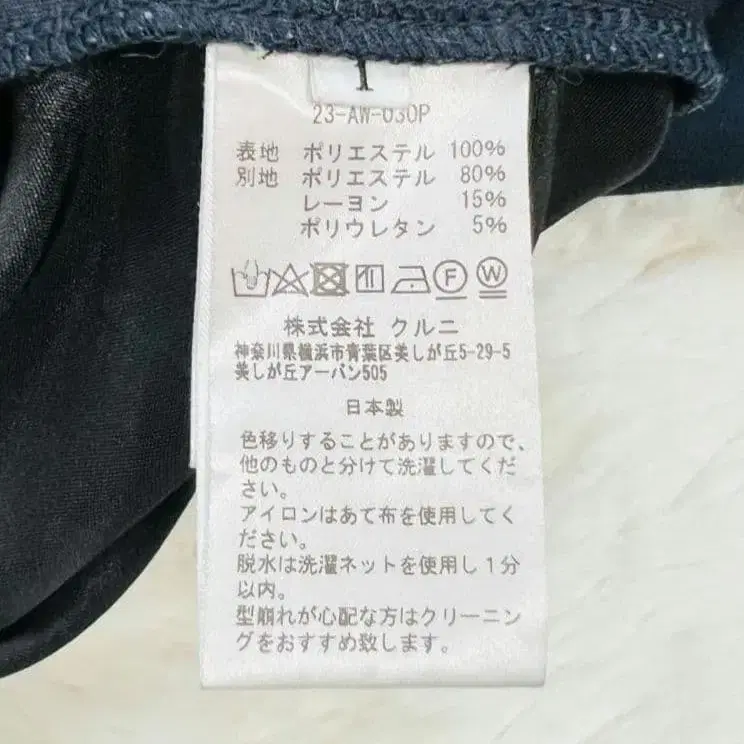 1
23-AW-030P
表地 ポリエステル 100%
別地 ポリエステル 80%
レーヨン 15%
ポリウレタン 5%
F W
株式会社 クルニ
神奈川県横浜市青葉区美しが丘5-29-5
美しが丘アーバン505
日本製
色移りすることがありますので、
他のものと分けて洗濯してくだ
さい。
アイロンはあて布を使用してく
ださい。
脱水は洗濯ネットを使用し1分
以内。
型崩れが心配な方はクリーニン
グをおすすめ致します。